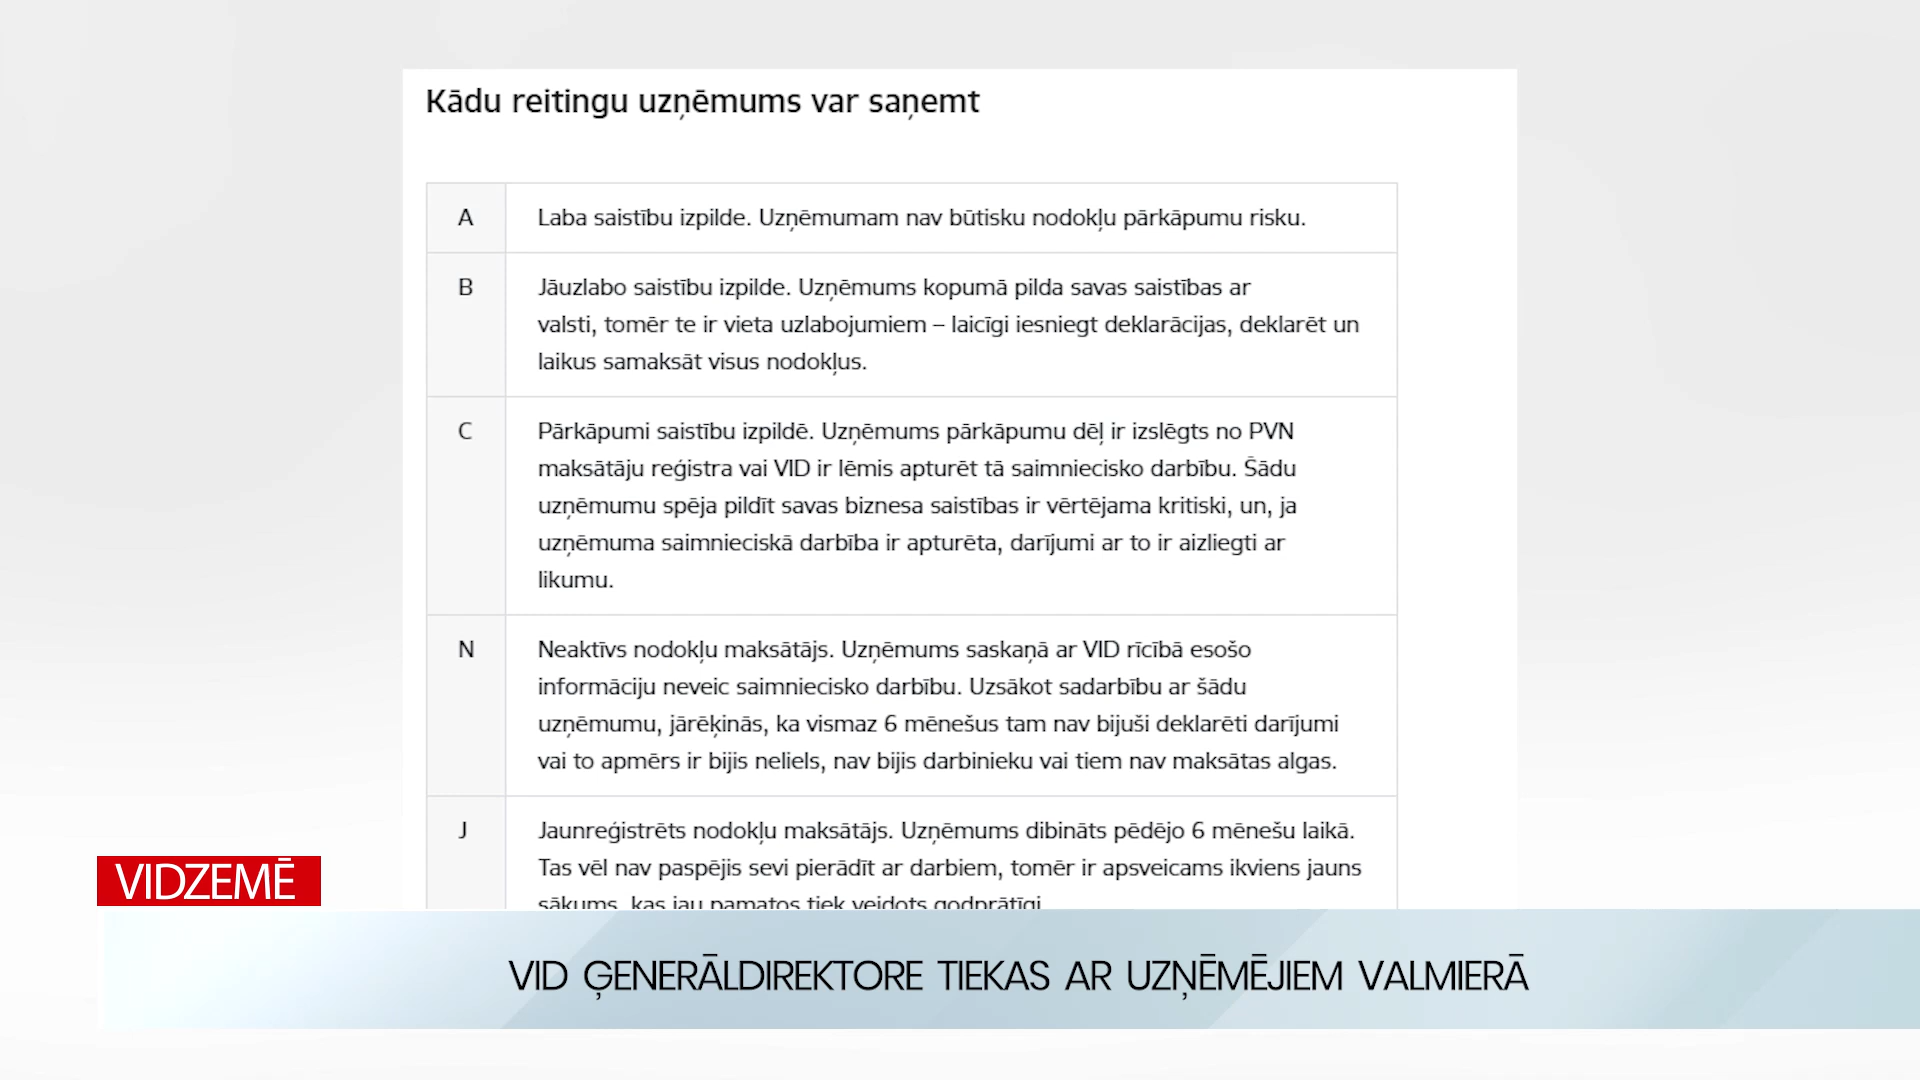 Kādu reitingu uzņēmums var saņemt
A
Laba saistību izpilde. Uzņēmumam nav būtisku nodokļu pārkāpumu risku.
B
Jāuzlabo saistību izpilde. Uzņēmums kopumā pilda savas saistības ar
valsti, tomēr te ir vieta uzlabojumiem – laicīgi iesniegt deklarācijas, deklarēt un
laikus samaksāt visus nodokļus.
C
Pārkāpumi saistību izpildē. Uzņēmums pārkāpumu dēļ ir izslēgts no PVN
maksātāju reģistra vai VID ir lēmis apturēt tā saimniecisko darbību. Šādu
uzņēmumu spēja pildīt savas biznesa saistības ir vērtējama kritiski, un, ja
uzņēmuma saimnieciskā darbība ir apturēta, darījumi ar to ir aizliegti ar
likumu.
N
Neaktīvs nodokļu maksātājs. Uzņēmums saskaņā ar VID rīcībā esošo
informāciju neveic saimniecisko darbību. Uzsākot sadarbību ar šādu
uzņēmumu, jārēķinās, ka vismaz 6 mēnešus tam nav bijuši deklarēti darījumi
vai to apmērs ir bijis neliels, nav bijis darbinieku vai tiem nav maksātas algas.
J
Jaunreģistrēts nodokļu maksātājs. Uzņēmums dibināts pēdējo 6 mēnešu laikā.
Tas vēl nav paspējis sevi pierādīt ar darbiem, tomēr ir apsveicams ikviens jauns
sākums, kas jau pamatos tiek veidots godprātīgi.
VIDZEMĒ
VID ĢENERĀLDIREKTORE TIEKAS AR UZŅĒMĒJIEM VALMIERĀ